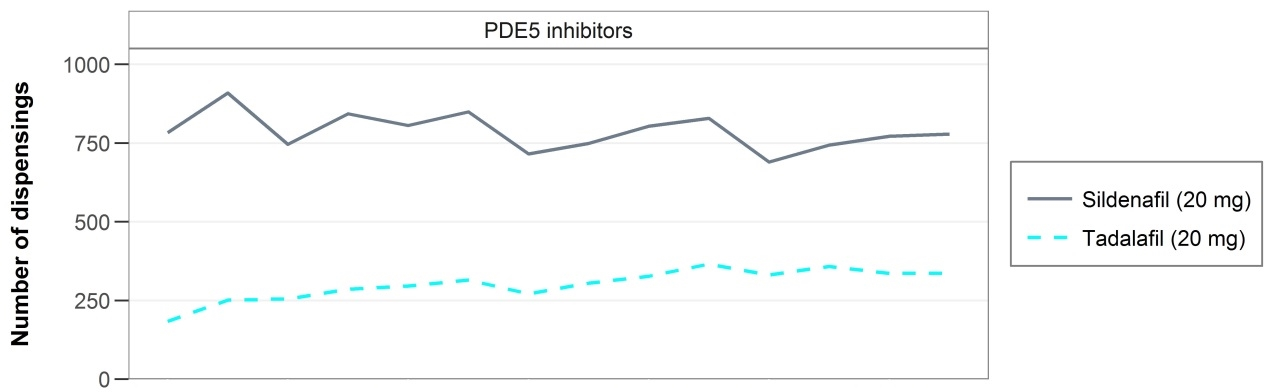 PDE5 inhibitors
Number of dispensings
1000
750
500
250
0
Sildenafil (20 mg)
Tadalafil (20 mg)